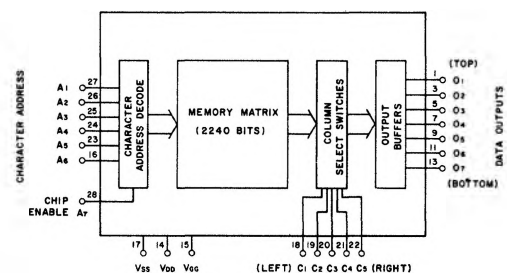 CHARACTER ADDRESS
A1 27
A2 26
A3 25
A4 24
A5 23
A6 16
CHIP ENABLE A7 28
CHARACTER ADDRESS DECODE
MEMORY MATRIX
(2240 BITS)
COLUMN SELECT SWITCHES
OUTPUT BUFFERS
(TOP)
1 O1
3 O2
5 O3
7 O4
9 O5
11 O6
13 O7
(BOTTOM)
DATA OUTPUTS
17 14 15 18 19 20 21 22
VSS VDD VGG (LEFT) C1 C2 C3 C4 C5 (RIGHT)